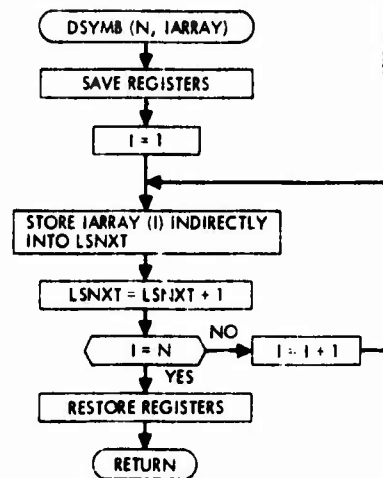 DSYMB (N, IARRAY)
SAVE REGISTERS
I = 1
STORE IARRAY (I) INDIRECTLY
INTO LSNXT
LSNXT = LSNXT + 1
I = N
NO
I = I + 1
YES
RESTORE REGISTERS
RETURN